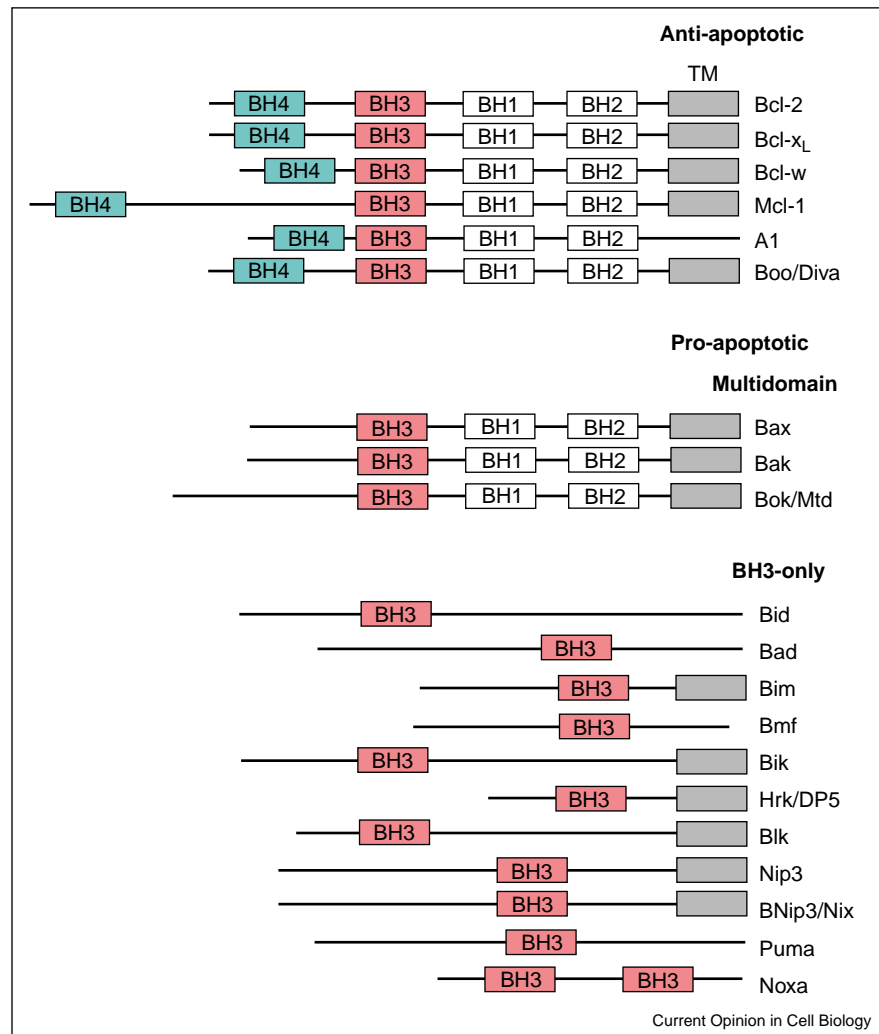 Anti-apoptotic
TM
BH4 BH3 BH1 BH2 Bcl-2
BH4 BH3 BH1 BH2 Bcl-xL
BH4 BH3 BH1 BH2 Bcl-w
BH4 BH3 BH1 BH2 Mcl-1
BH4 BH3 BH1 BH2 A1
BH4 BH3 BH1 BH2 Boo/Diva
Pro-apoptotic
Multidomain
BH3 BH1 BH2 Bax
BH3 BH1 BH2 Bak
BH3 BH1 BH2 Bok/Mtd
BH3-only
BH3 Bid
BH3 Bad
BH3 Bim
BH3 Bmf
BH3 Bik
BH3 Hrk/DP5
BH3 Blk
BH3 Nip3
BH3 BNip3/Nix
BH3 Puma
BH3 BH3 Noxa
Current Opinion in Cell Biology